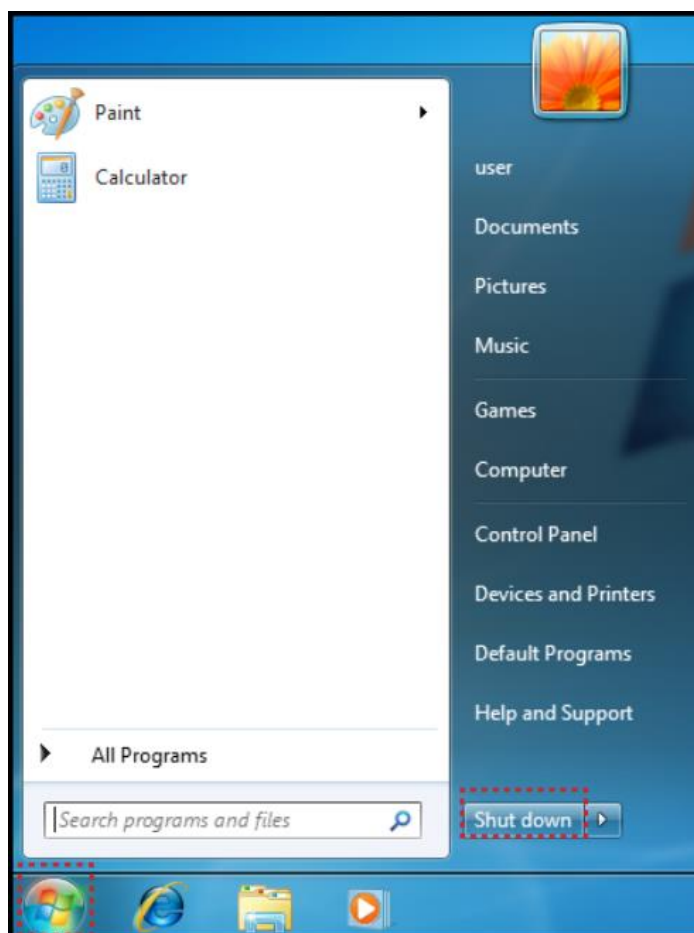 Paint
Calculator
All Programs
Search programs and files
user
Documents
Pictures
Music
Games
Computer
Control Panel
Devices and Printers
Default Programs
Help and Support
Shut down